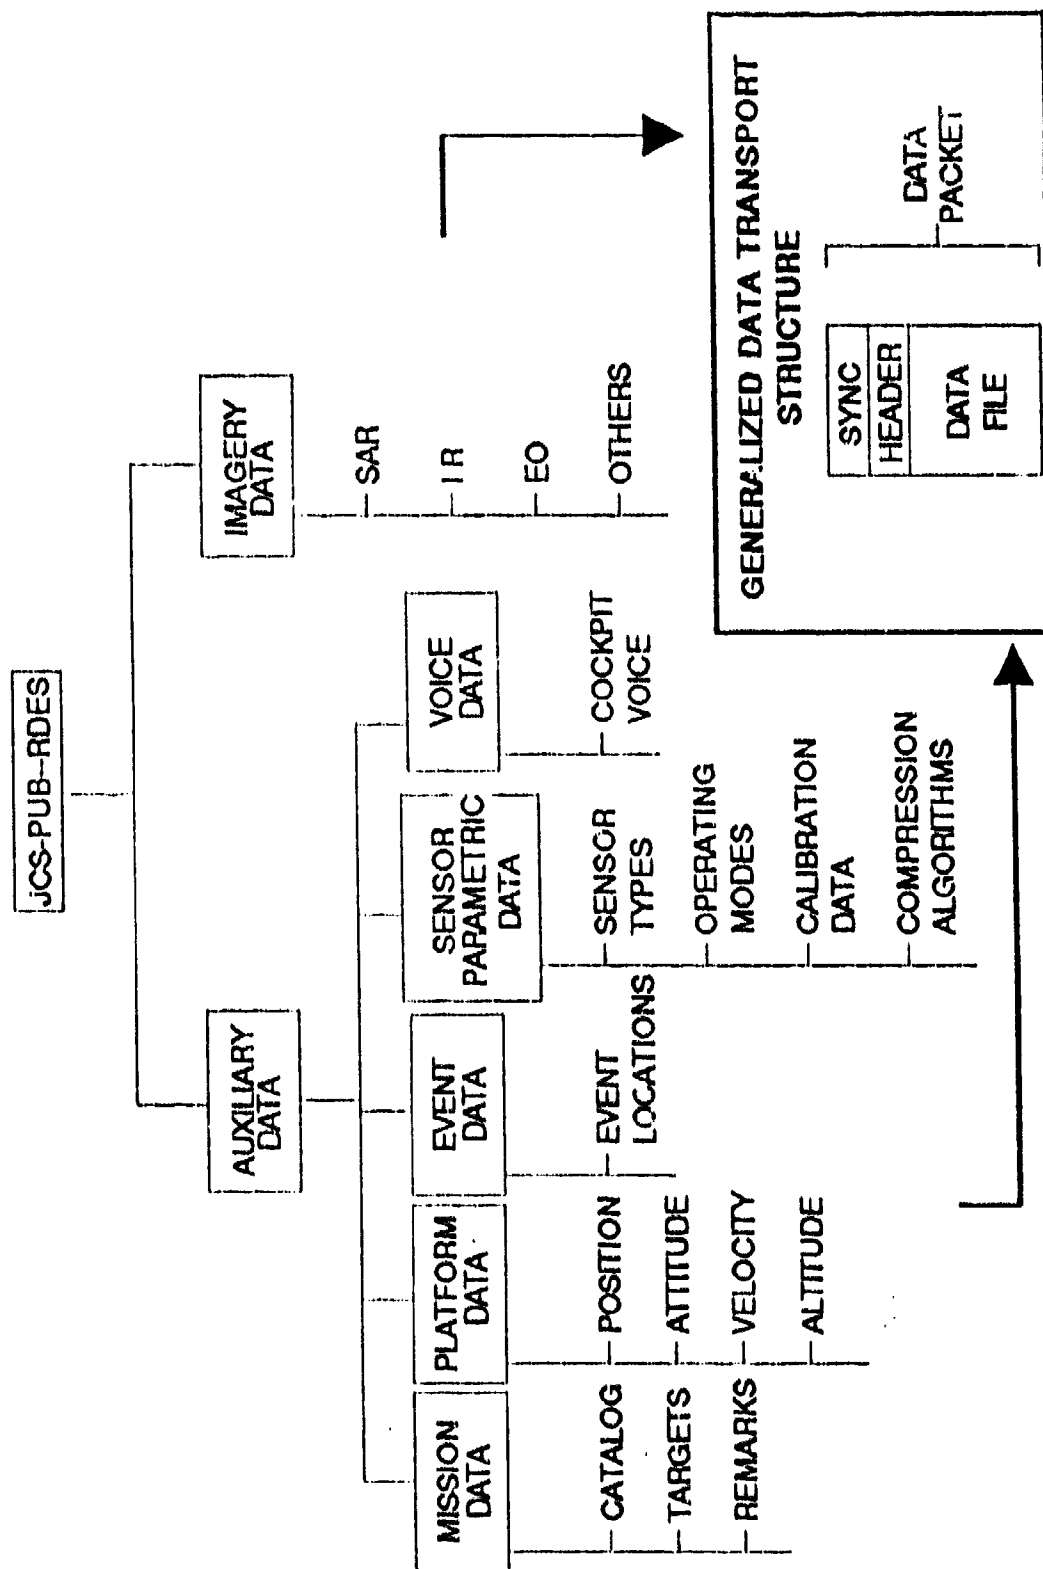 jCS-PUB--RDES
AUXILIARY
DATA
IMAGERY
DATA
SAR
I R
EO
OTHERS
MISSION
DATA
CATALOG
TARGETS
REMARKS
PLATFORM
DATA
POSITION
ATTITUDE
VELOCITY
ALTITUDE
EVENT
DATA
EVENT
LOCATIONS
SENSOR
PARAMETRIC
DATA
SENSOR
TYPES
OPERATING
MODES
CALIBRATION
DATA
COMPRESSION
ALGORITHMS
VOICE
DATA
COCKPIT
VOICE
GENERALIZED DATA TRANSPORT
STRUCTURE
SYNC
HEADER
DATA
FILE
DATA
PACKET